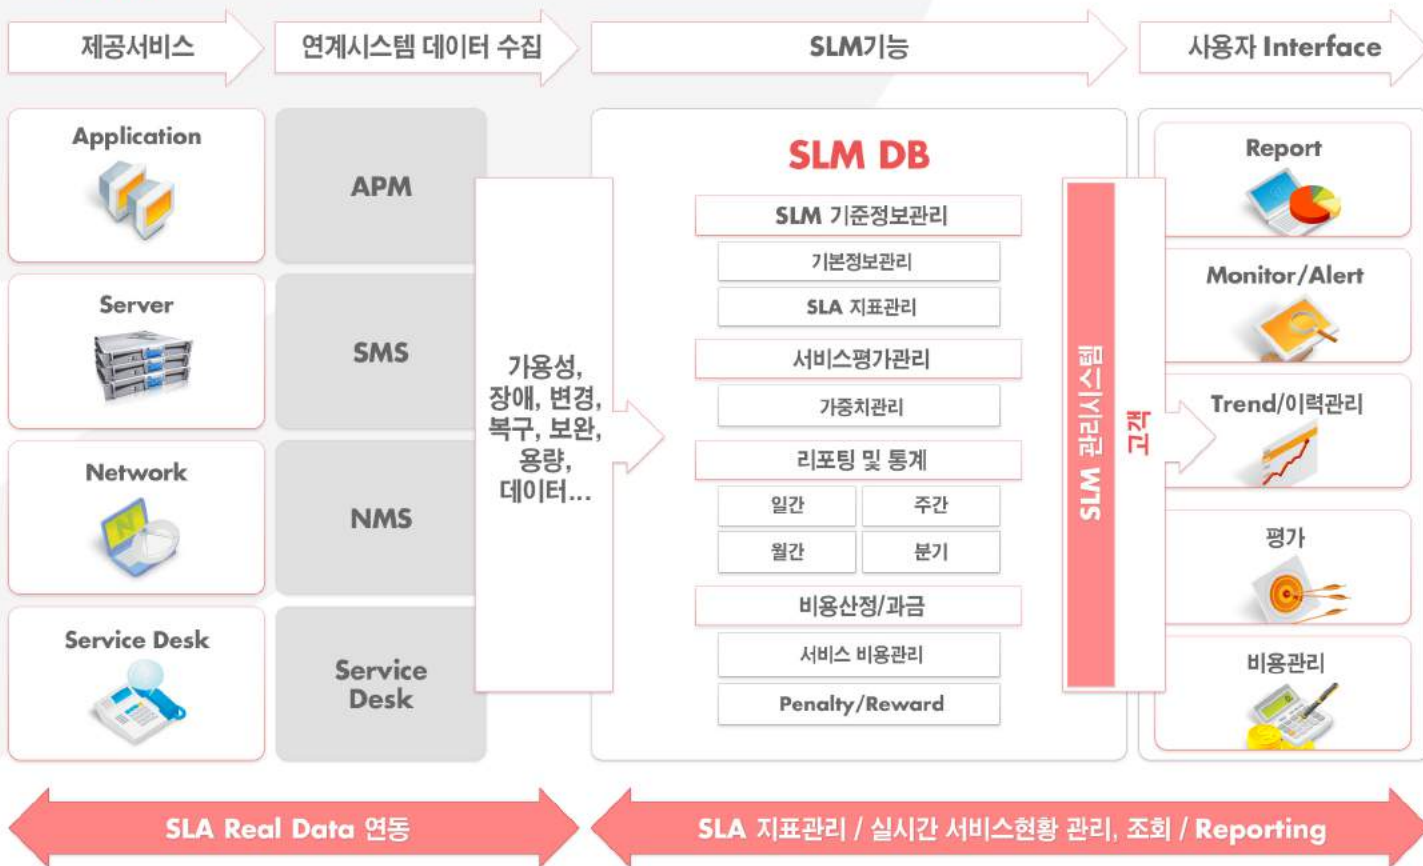 제공서비스
연계시스템 데이터 수집
SLM기능
사용자 Interface
Application
Server
Network
Service Desk
APM
SMS
NMS
Service
Desk
가용성,
장애, 변경,
복구, 보완,
용량,
데이터...
SLM DB
SLM 기준정보관리
기본정보관리
SLA 지표관리
서비스평가관리
가중치관리
리포팅 및 통계
일간
주간
월간
분기
비용산정/과금
서비스 비용관리
Penalty/Reward
SLM 관리시스템
고객
Report
Monitor/Alert
Trend/이력관리
평가
비용관리
SLA Real Data 연동
SLA 지표관리 / 실시간 서비스현황 관리, 조회 / Reporting